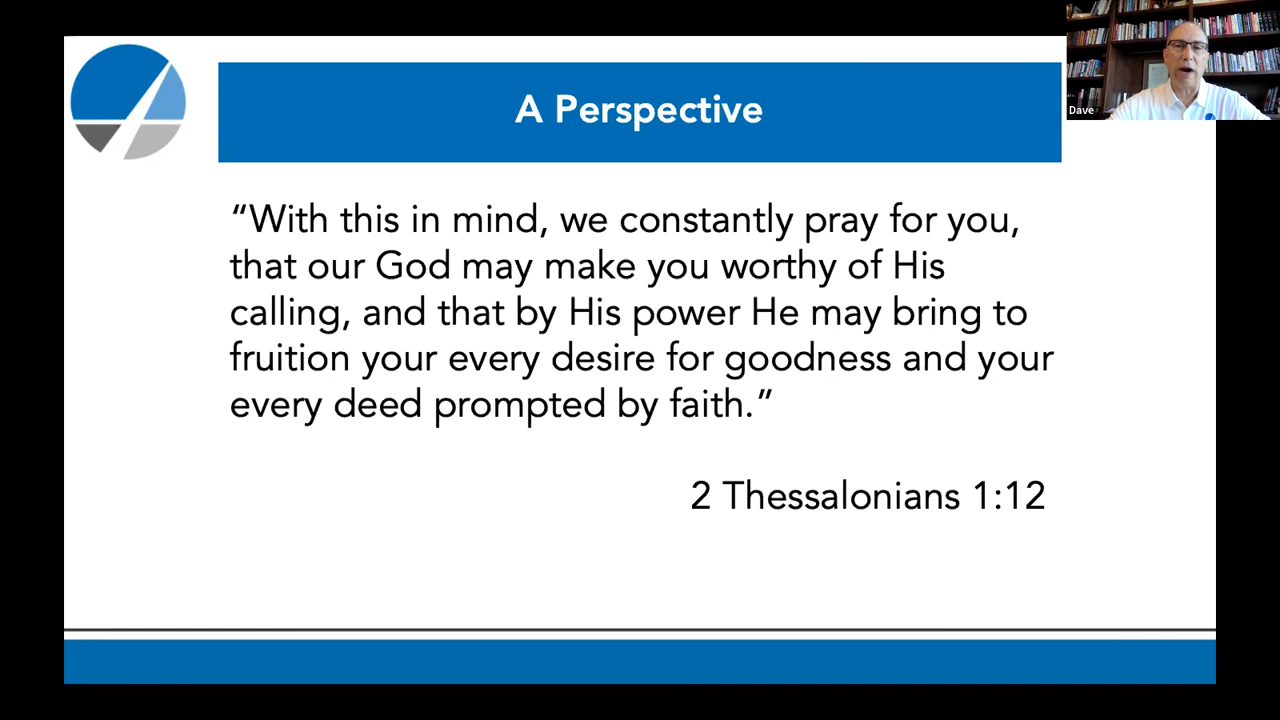 A Perspective
Dave
“With this in mind, we constantly pray for you,
that our God may make you worthy of His
calling, and that by His power He may bring to
fruition your every desire for goodness and your
every deed prompted by faith.”
2 Thessalonians 1:12